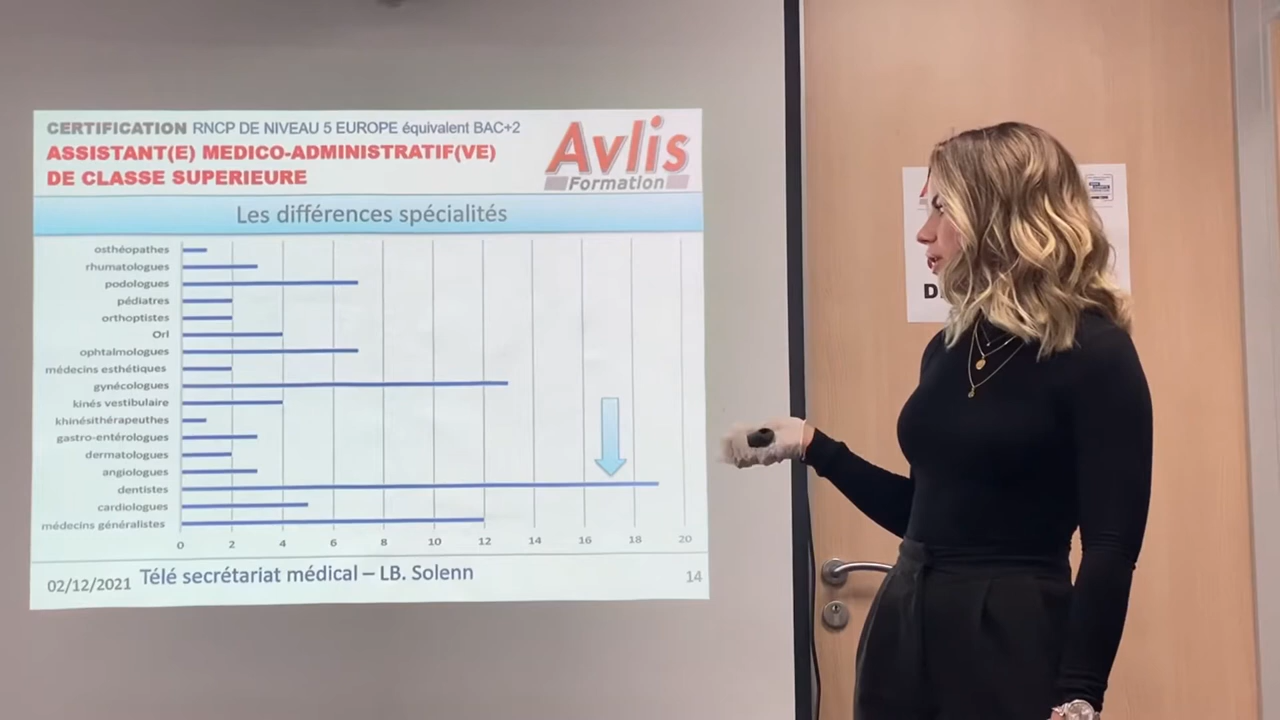 CERTIFICATION RNCP DE NIVEAU 5 EUROPE équivalent BAC+2
ASSISTANT(E) MEDICO-ADMINISTRATIF(VE)
DE CLASSE SUPERIEURE
Avlis
Formation
Les différences spécialités
osthéopathes
rhumatologues
podologues
pédiatres
orthoptistes
Orl
ophtalmologues
médecins esthétiques
gynécologues
kinés vestibulaire
khinésithérapeuthes
gastro-entérologues
dermatologues
angiologues
dentistes
cardiologues
médecins généralistes
0 2 4 6 8 10 12 14 16 18 20
02/12/2021 Télé secrétariat médical – LB. Solenn 14